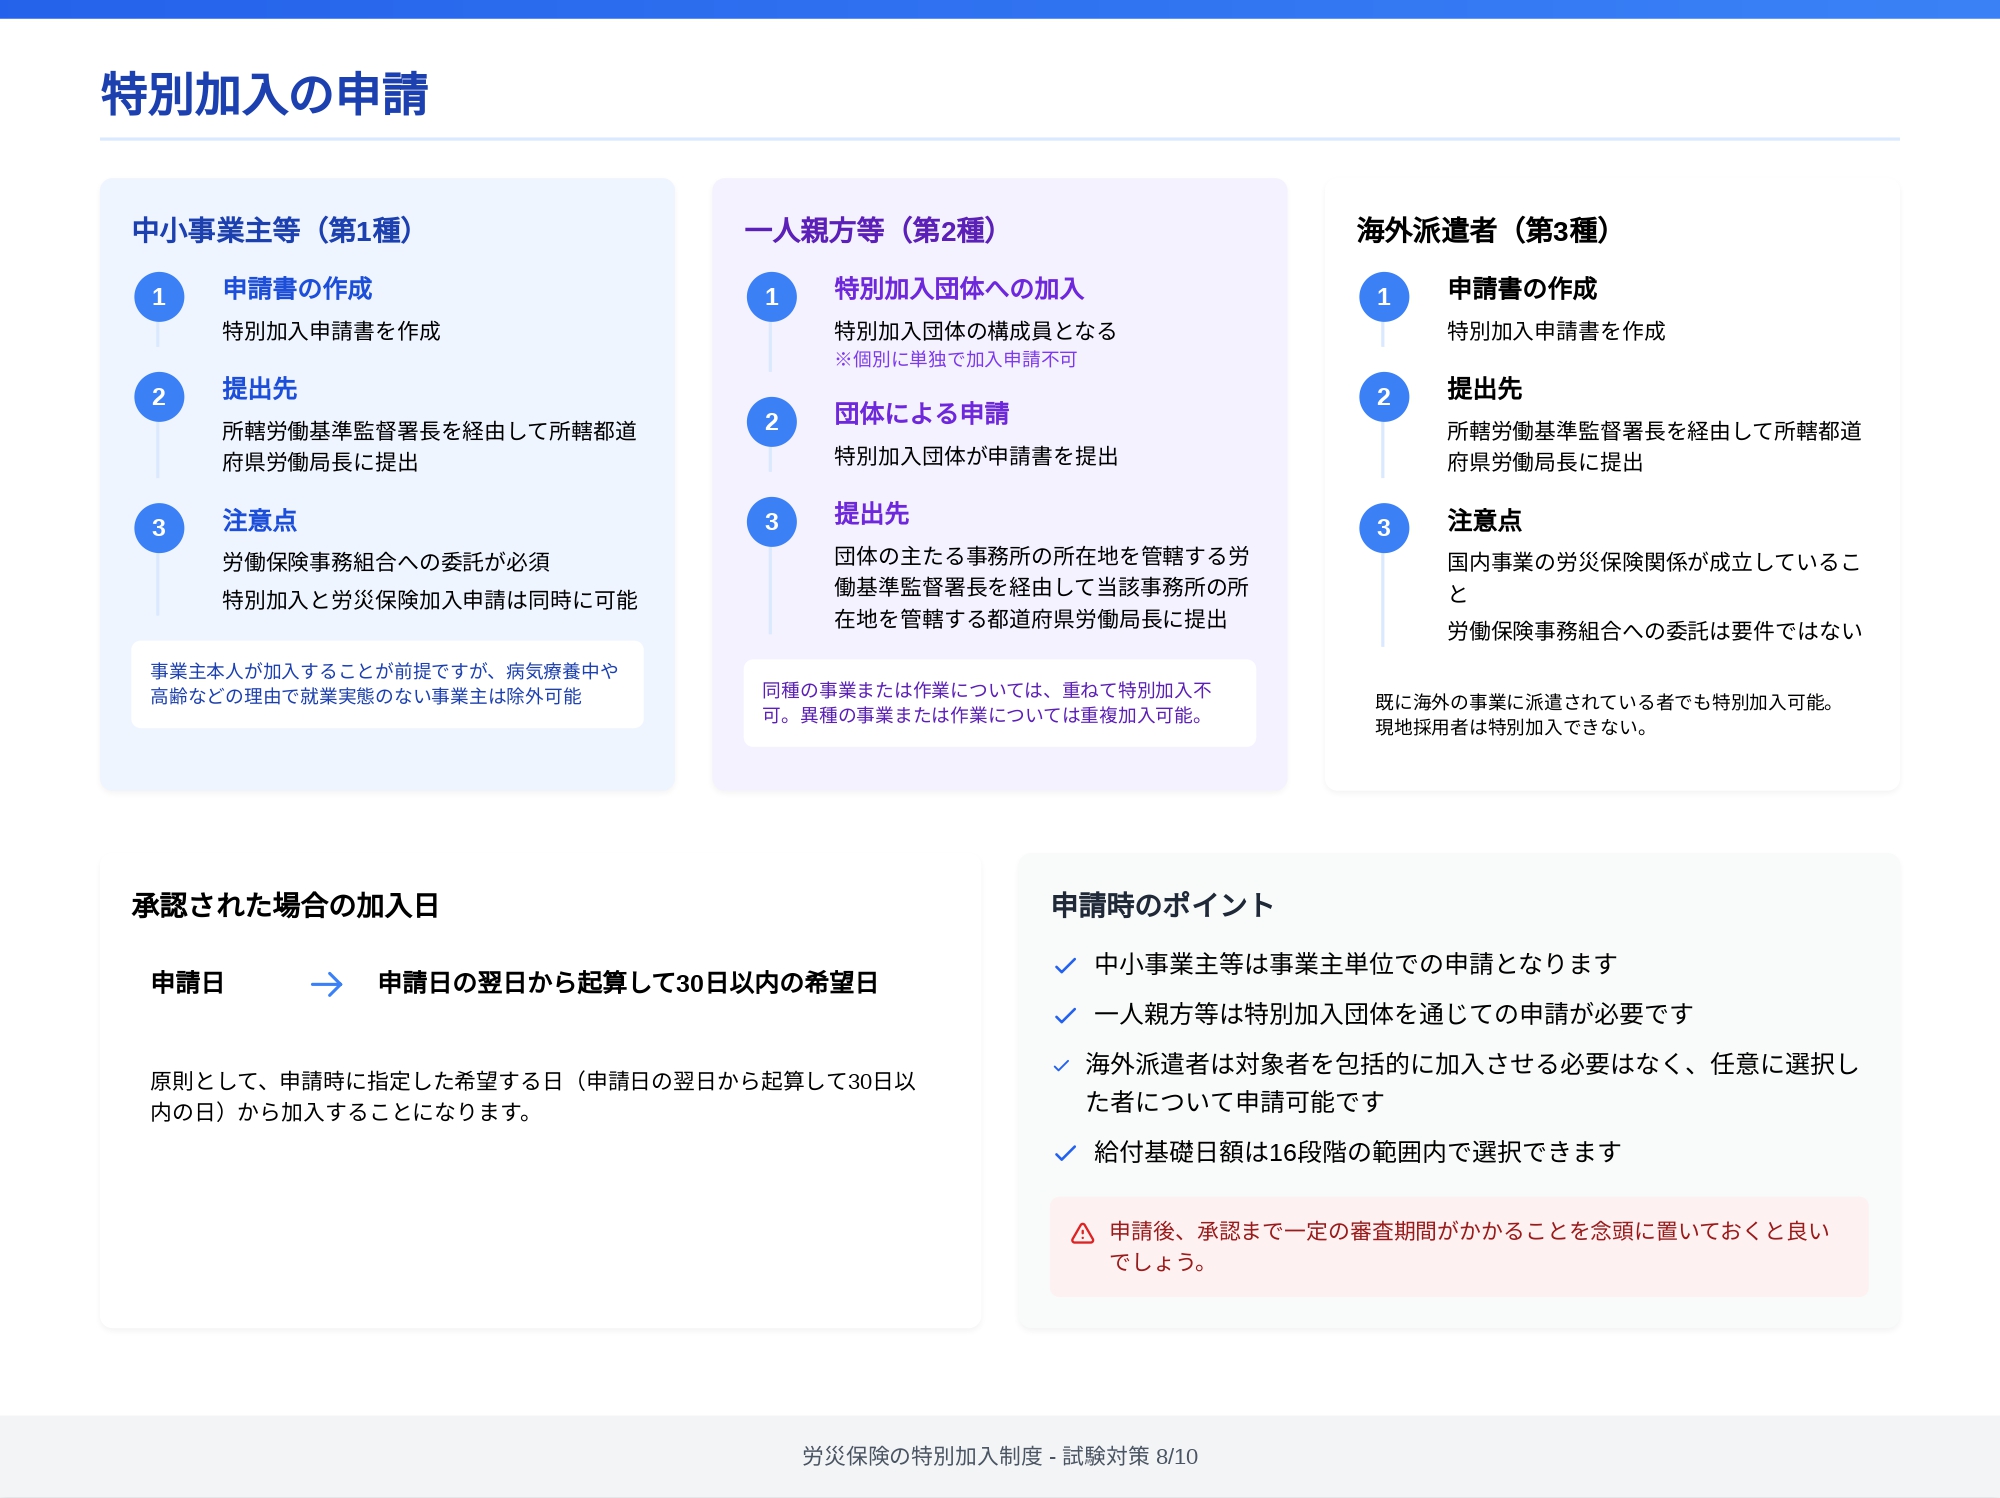 特別加入の申請
中小事業主等（第1種）
1
申請書の作成
特別加入申請書を作成
2
提出先
所轄労働基準監督署長を経由して所轄都道
府県労働局長に提出
3
注意点
労働保険事務組合への委託が必須
特別加入と労災保険加入申請は同時に可能
事業主本人が加入することが前提ですが、病気療養中や
高齢などの理由で就業実態のない事業主は除外可能
一人親方等（第2種）
1
特別加入団体への加入
特別加入団体の構成員となる
※個別に単独で加入申請不可
2
団体による申請
特別加入団体が申請書を提出
3
提出先
団体の主たる事務所の所在地を管轄する労
働基準監督署長を経由して当該事務所の所
在地を管轄する都道府県労働局長に提出
同種の事業または作業については、重ねて特別加入不
可。異種の事業または作業については重複加入可能。
海外派遣者（第3種）
1
申請書の作成
特別加入申請書を作成
2
提出先
所轄労働基準監督署長を経由して所轄都道
府県労働局長に提出
3
注意点
国内事業の労災保険関係が成立しているこ
と
労働保険事務組合への委託は要件ではない
既に海外の事業に派遣されている者でも特別加入可能。
現地採用者は特別加入できない。
承認された場合の加入日
申請日 → 申請日の翌日から起算して30日以内の希望日
原則として、申請時に指定した希望する日（申請日の翌日から起算して30日以
内の日）から加入することになります。
申請時のポイント
中小事業主等は事業主単位での申請となります
一人親方等は特別加入団体を通じての申請が必要です
海外派遣者は対象者を包括的に加入させる必要はなく、任意に選択し
た者について申請可能です
給付基礎日額は16段階の範囲内で選択できます
申請後、承認まで一定の審査期間がかかることを念頭に置いておくと良い
でしょう。
労災保険の特別加入制度 - 試験対策 8/10